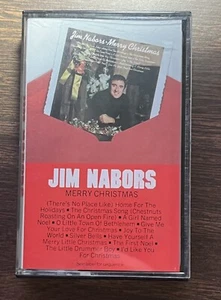 Jim Nabors · Merry Christmas
JIM NABORS
MERRY CHRISTMAS
(There's No Place Like) Home For The
Holidays • The Christmas Song (Chestnuts
Roasting On An Open Fire) • A Girl Named
Noel • O Little Town Of Bethlehem • Give Me
Your Love For Christmas • Joy To The
World • Silver Bells • Have Yourself A
Merry Little Christmas • The First Noel •
The Little Drummer Boy • I'd Like You
For Christmas